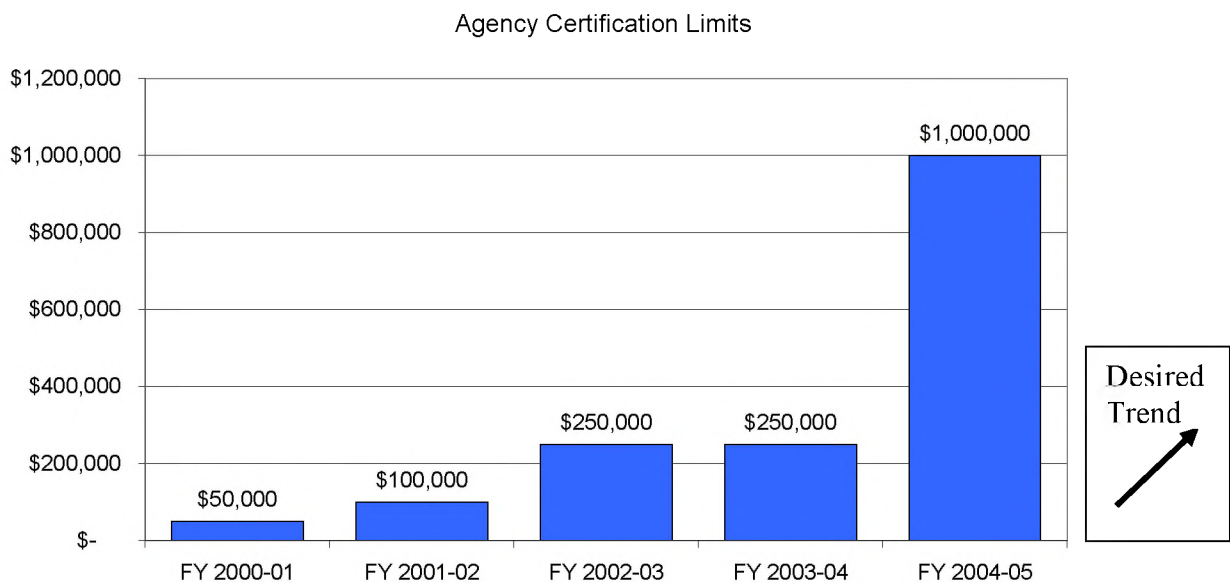 Agency Certification Limits
$1,200,000
$1,000,000
$800,000
$600,000
$400,000
$200,000
$-
$50,000
$100,000
$250,000
$250,000
$1,000,000
FY 2000-01
FY 2001-02
FY 2002-03
FY 2003-04
FY 2004-05
Desired
Trend